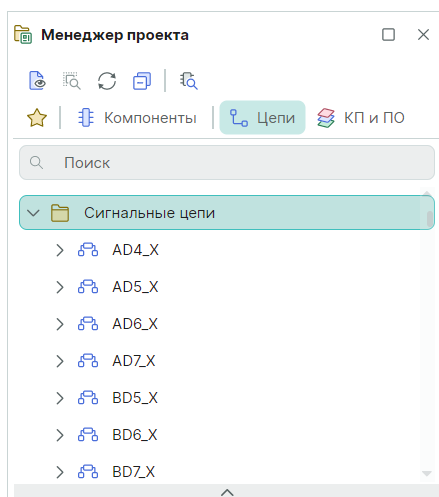 Менеджер проекта
Компоненты Цепи КП и ПО
Поиск
Сигнальные цепи
AD4_X
AD5_X
AD6_X
AD7_X
BD5_X
BD6_X
BD7_X